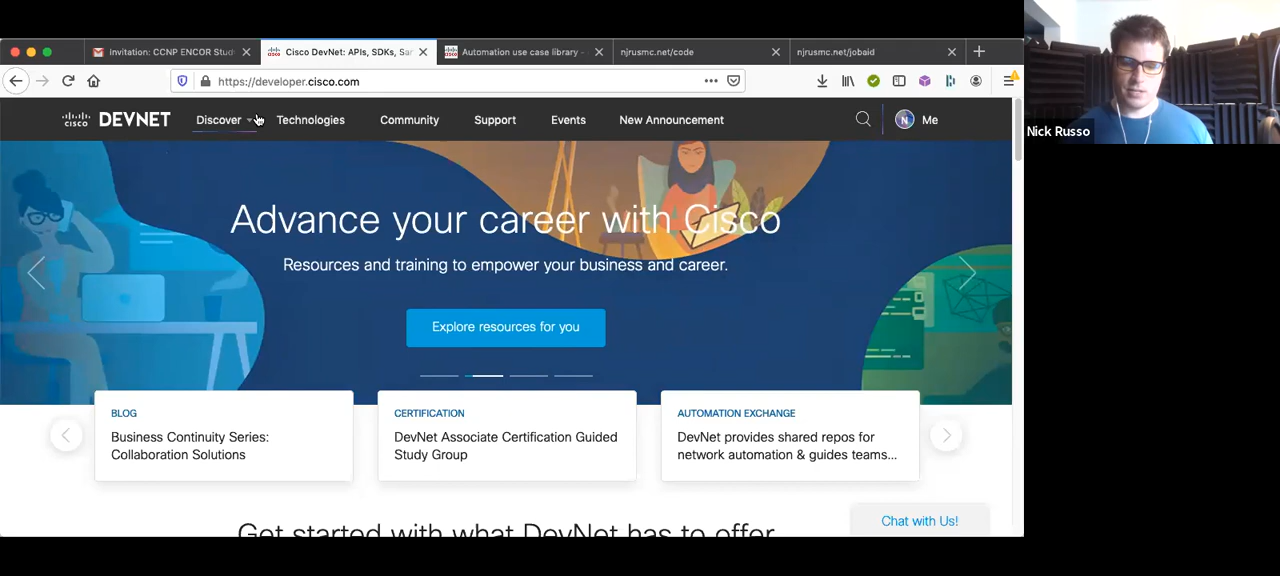 invitation: CCNP ENCOR Stud
Cisco DevNet: APIs, SDKs, San
Automation use case library -
njrusmc.net/code
njrusmc.net/jobaid
https://developer.cisco.com
Nick Russo
cisco DEVNET
Discover
Technologies
Community
Support
Events
New Announcement
N
Me
Advance your career with Cisco
Resources and training to empower your business and career.
Explore resources for you
BLOG
Business Continuity Series:
Collaboration Solutions
CERTIFICATION
DevNet Associate Certification Guided
Study Group
AUTOMATION EXCHANGE
DevNet provides shared repos for
network automation & guides teams...
Get started with what DevNet has to offer
Chat with Us!